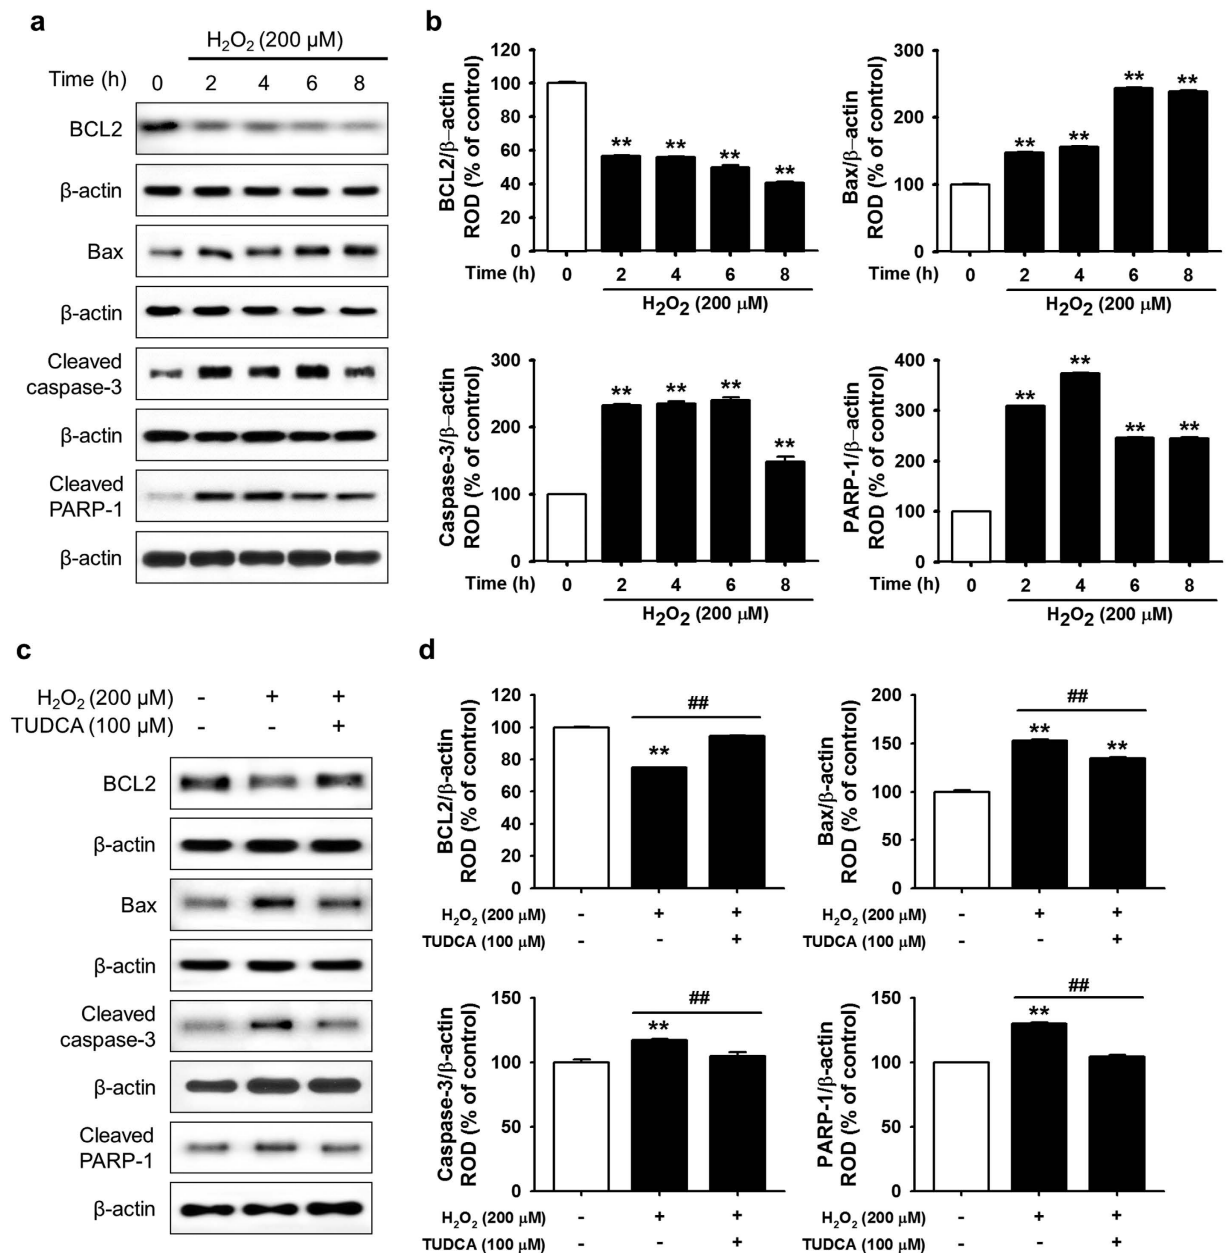 a
H₂O₂ (200 µM)
Time (h) 0 2 4 6 8
BCL2
β-actin
Bax
β-actin
Cleaved
caspase-3
β-actin
Cleaved
PARP-1
β-actin
b
BCL2/β-actin
ROD (% of control)
120
100
80
60
40
20
0
** ** ** **
Time (h) 0 2 4 6 8
H₂O₂ (200 µM)
Bax/β-actin
ROD (% of control)
300
200
150
100
0
** ** ** **
Time (h) 0 2 4 6 8
H₂O₂ (200 µM)
Caspase-3/β-actin
ROD (% of control)
300
200
150
100
0
** ** ** **
Time (h) 0 2 4 6 8
H₂O₂ (200 µM)
PARP-1/β-actin
ROD (% of control)
400
300
200
100
0
** ** ** **
Time (h) 0 2 4 6 8
H₂O₂ (200 µM)
c
H₂O₂ (200 µM) - + +
TUDCA (100 µM) - - +
BCL2
β-actin
Bax
β-actin
Cleaved
caspase-3
β-actin
Cleaved
PARP-1
β-actin
d
BCL2/β-actin
ROD (% of control)
120
100
80
60
40
20
0
##
**
H₂O₂ (200 µM) - + +
TUDCA (100 µM) - - +
Bax/β-actin
ROD (% of control)
200
150
100
50
0
##
** **
H₂O₂ (200 µM) - + +
TUDCA (100 µM) - - +
Caspase-3/β-actin
ROD (% of control)
150
100
50
0
##
**
H₂O₂ (200 µM) - + +
TUDCA (100 µM) - - +
PARP-1/β-actin
ROD (% of control)
150
100
50
0
##
**
H₂O₂ (200 µM) - + +
TUDCA (100 µM) - - +